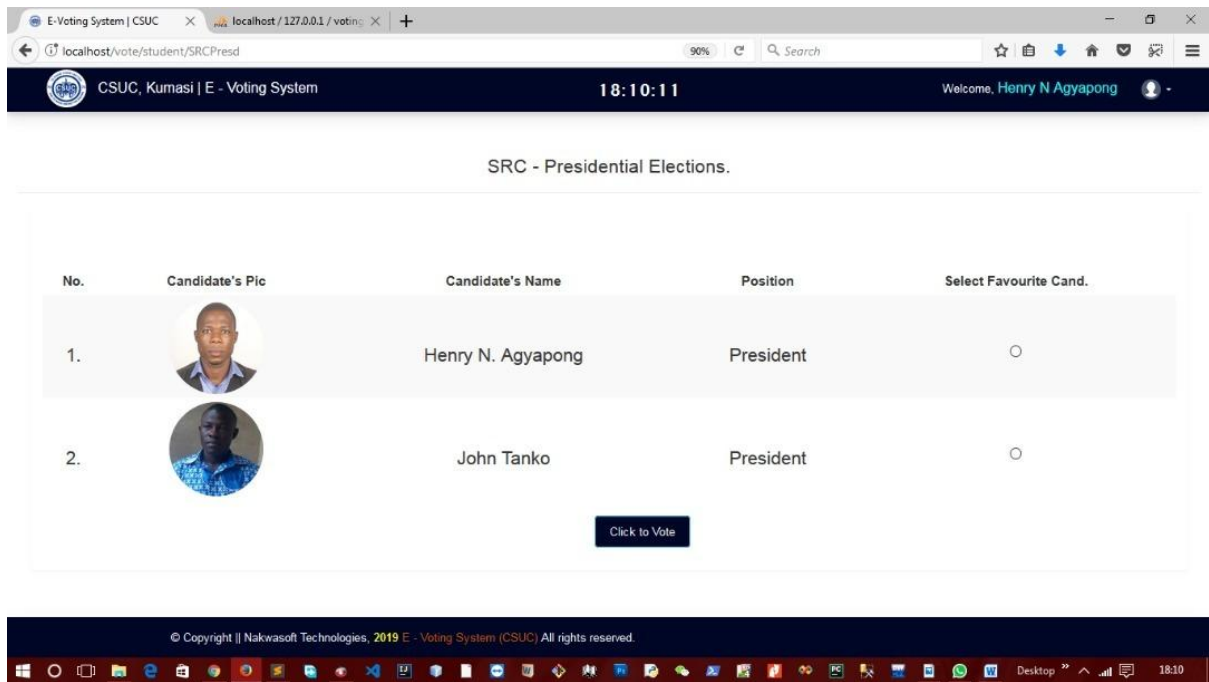 E-Voting System | CSUC
localhost / 127.0.0.1 / voting
localhost/vote/student/SRCPresd
90%
Search
CSUC, Kumasi | E - Voting System
18:10:11
Welcome, Henry N Agyapong
SRC - Presidential Elections.
No. Candidate's Pic Candidate's Name Position Select Favourite Cand.
1. Henry N. Agyapong President
2. John Tanko President
Click to Vote
© Copyright || Nakwasoft Technologies, 2019 E - Voting System (CSUC) All rights reserved.
Desktop
18:10